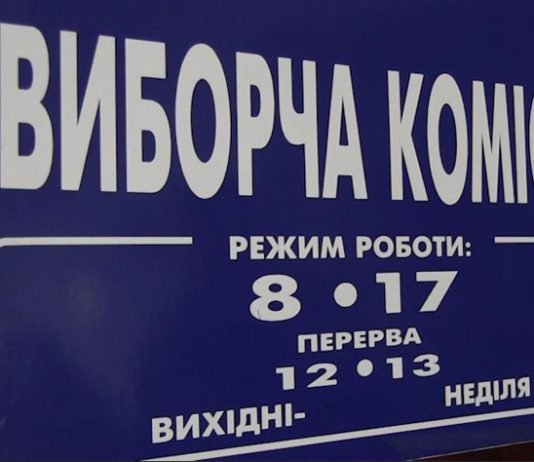 ВИБОРЧА КОМІС
РЕЖИМ РОБОТИ:
8 • 17
ПЕРЕРВА
12 • 13
ВИХІДНІ- НЕДІЛЯ